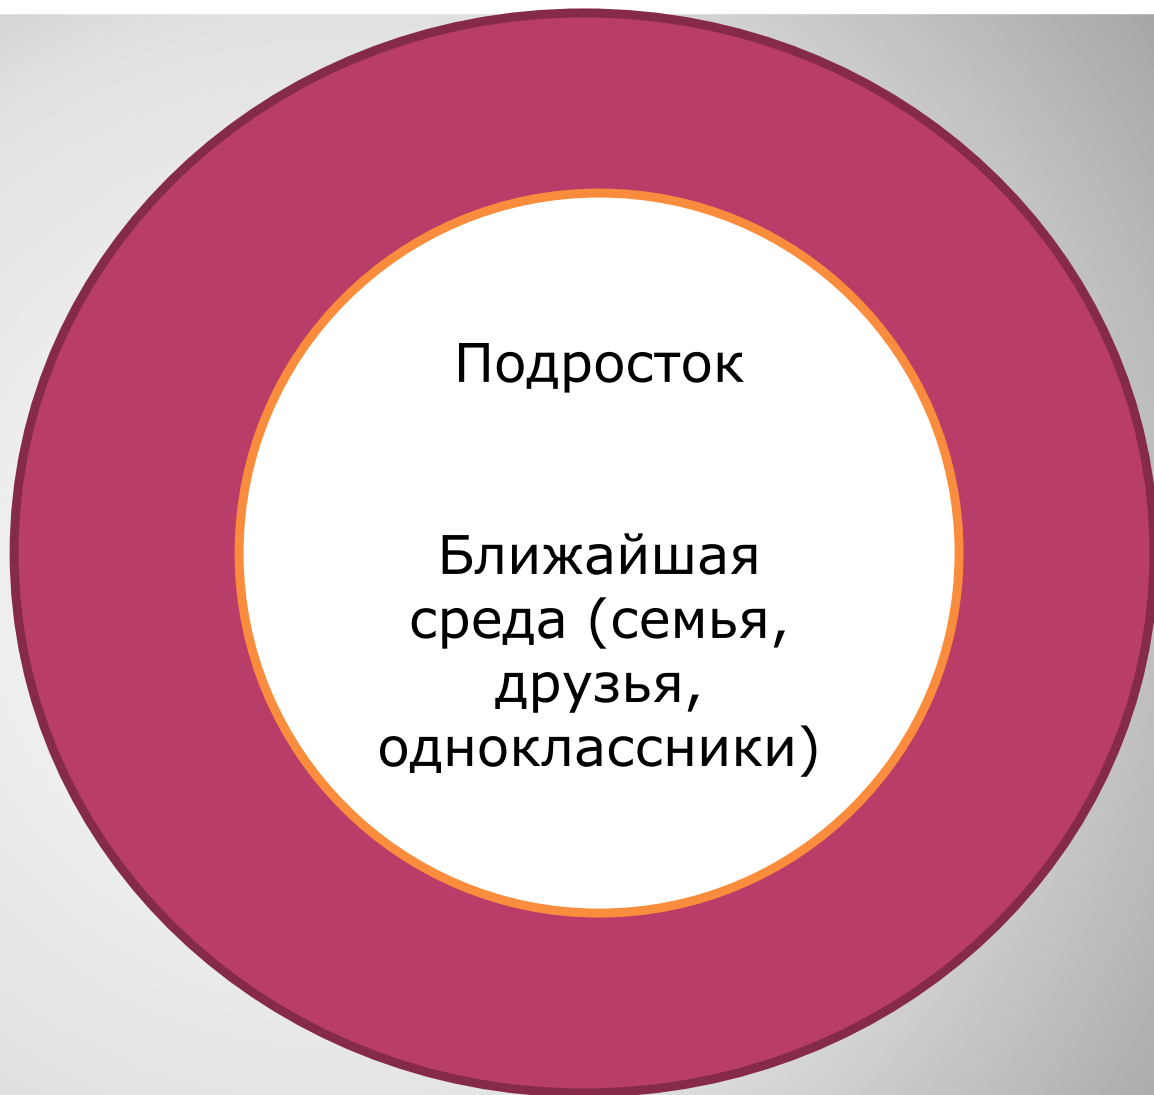 Подросток
Ближайшая
среда (семья,
друзья,
одноклассники)